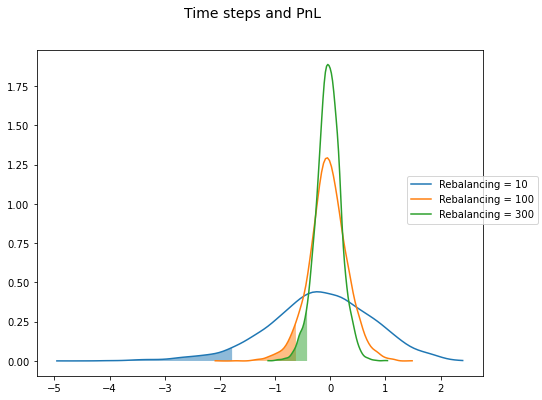 Time steps and PnL
1.75
1.50
1.25
1.00
0.75
0.50
0.25
0.00
Rebalancing = 10
Rebalancing = 100
Rebalancing = 300
−5 −4 −3 −2 −1 0 1 2